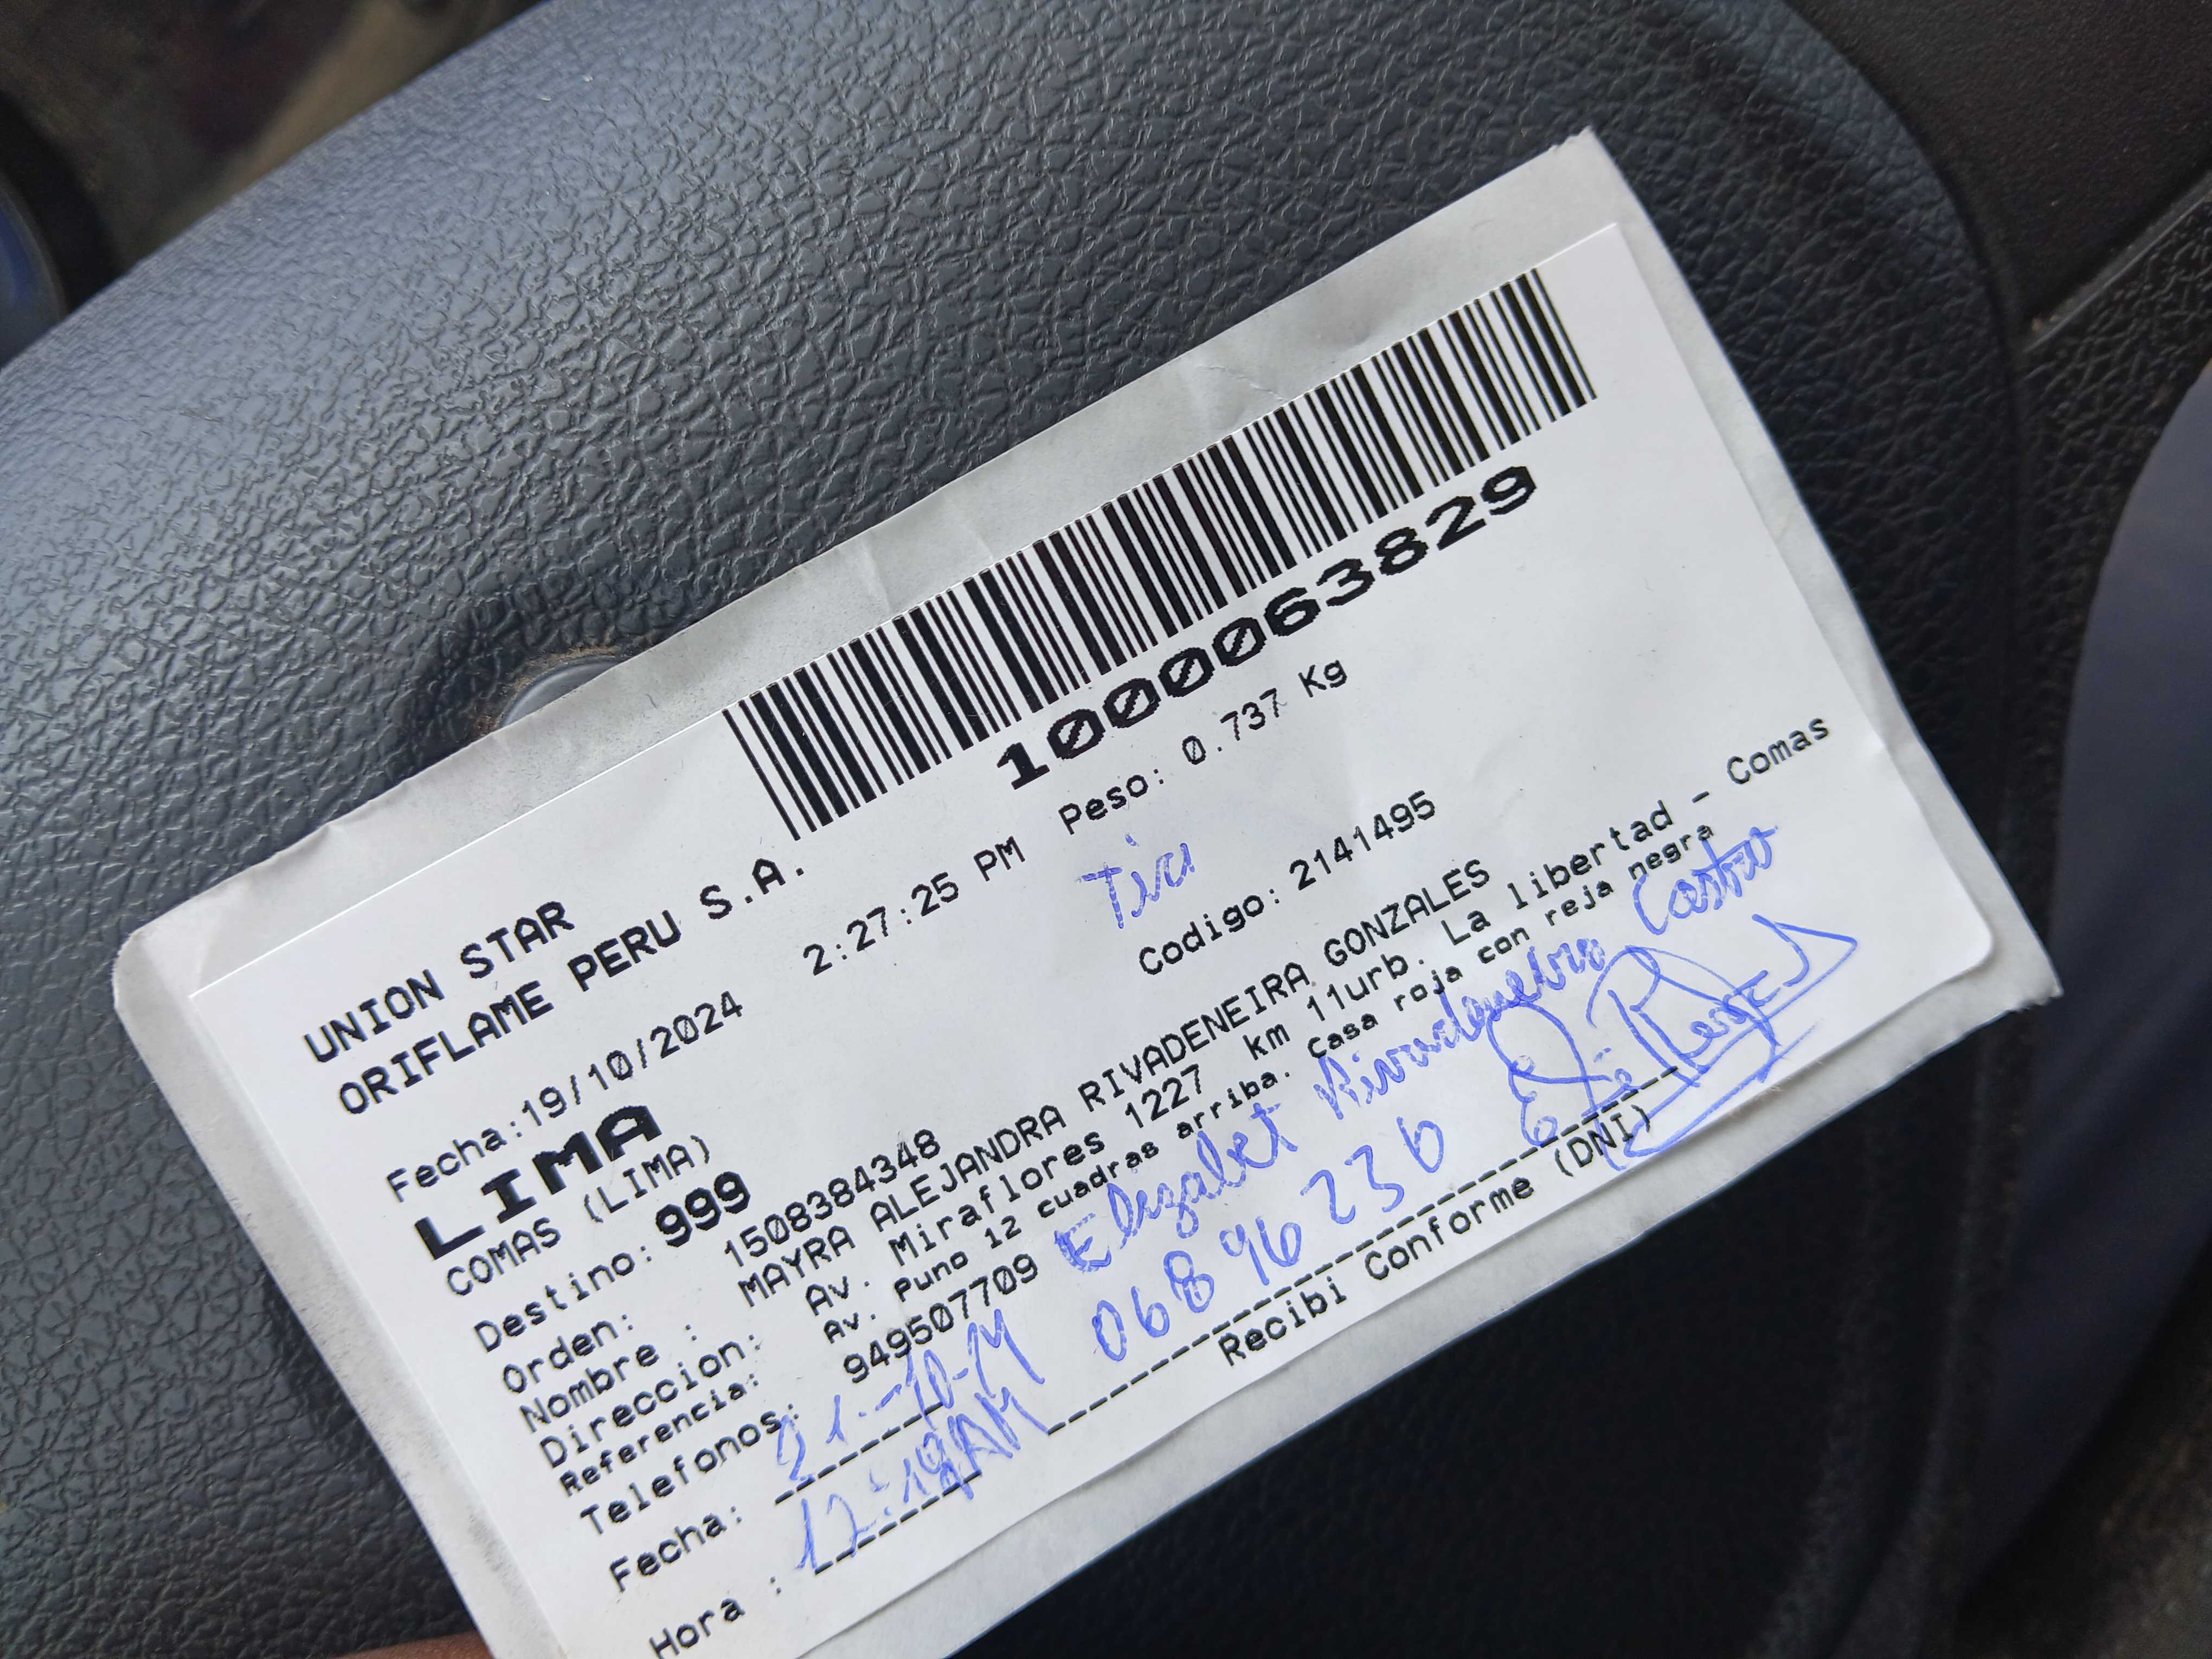 1000063829
UNION STAR
ORIFLAME PERU S.A.
Fecha:19/10/2024 2:27:25 PM Peso: 0.737 Kg
LIMA
Tia
COMAS (LIMA)
Destino: 999 Codigo: 2141495
Orden: 1508384348
Nombre : MAYRA ALEJANDRA RIVADENEIRA GONZALES
Direccion: Av. Miraflores 1227 km 11urb. La libertad - Comas
Referencia: Av. Puno 12 cuadras arriba. Casa roja con reja negra
Telefonos: 949507709
Elizabet Rivadeneira Castro
06896236
Fecha: 21-10-24
Hora : 12:19 AM
Recibi Conforme (DNI)